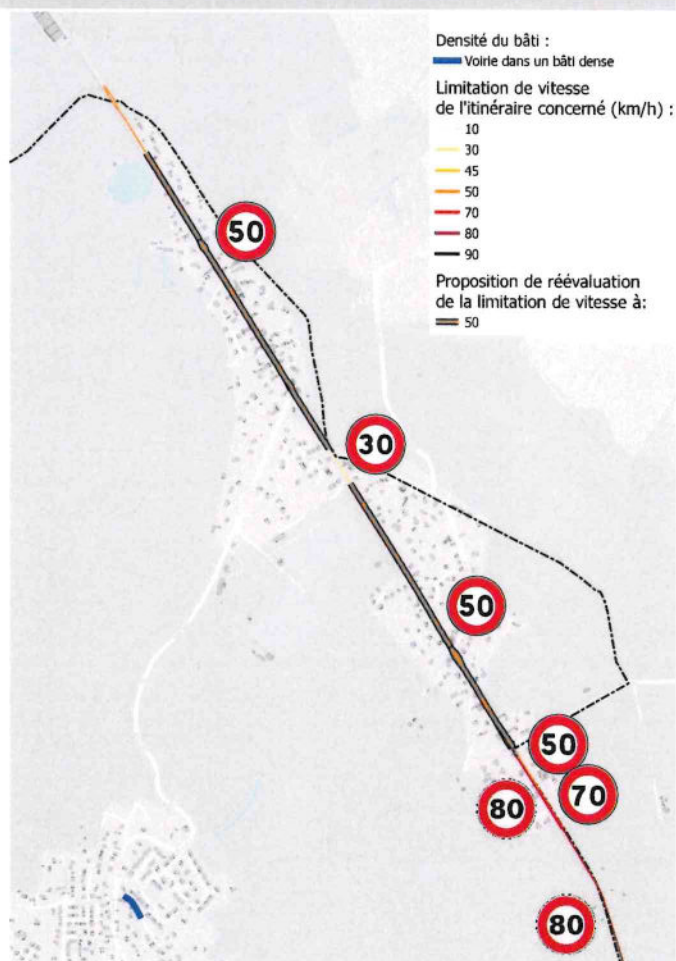 Densité du bâti :
Voirie dans un bâti dense
Limitation de vitesse
de l'itinéraire concerné (km/h) :
10
30
45
50
70
80
90
Proposition de réévaluation
de la limitation de vitesse à:
50
50
30
50
50
70
80
80